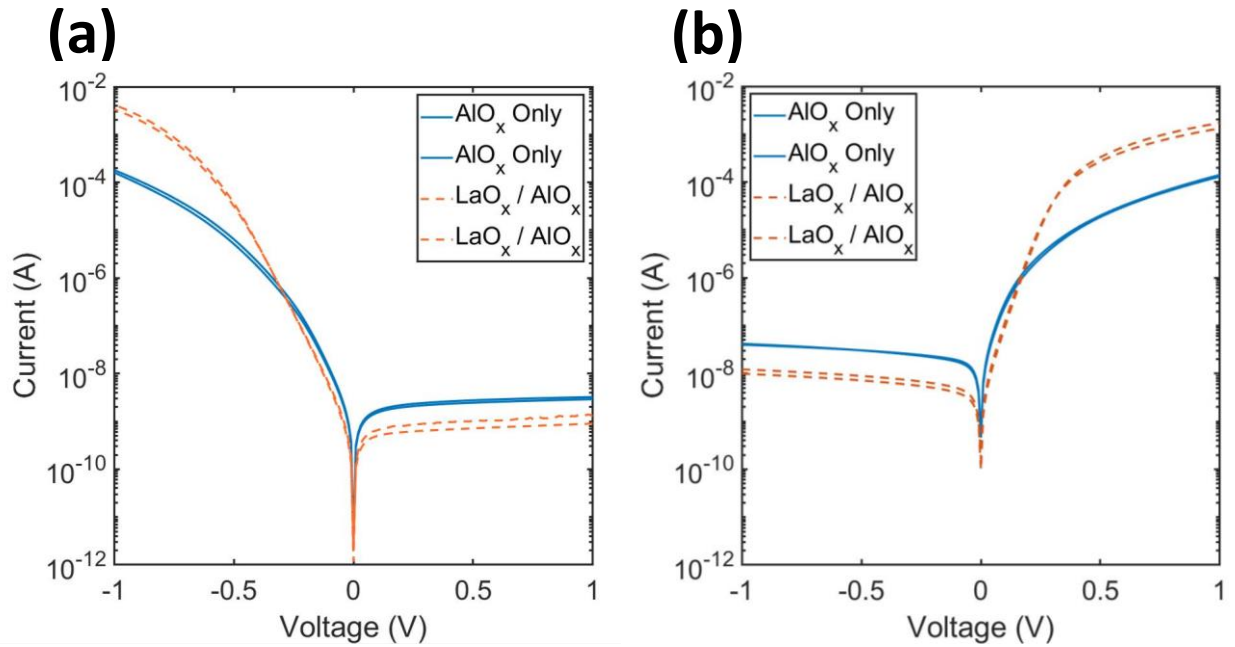 (a)
10^-2
10^-4
10^-6
10^-8
10^-10
10^-12
Current (A)
AlO_x Only
AlO_x Only
LaO_x / AlO_x
LaO_x / AlO_x
-1
-0.5
0
0.5
1
Voltage (V)
(b)
10^-2
10^-4
10^-6
10^-8
10^-10
10^-12
Current (A)
AlO_x Only
AlO_x Only
LaO_x / AlO_x
LaO_x / AlO_x
-1
-0.5
0
0.5
1
Voltage (V)